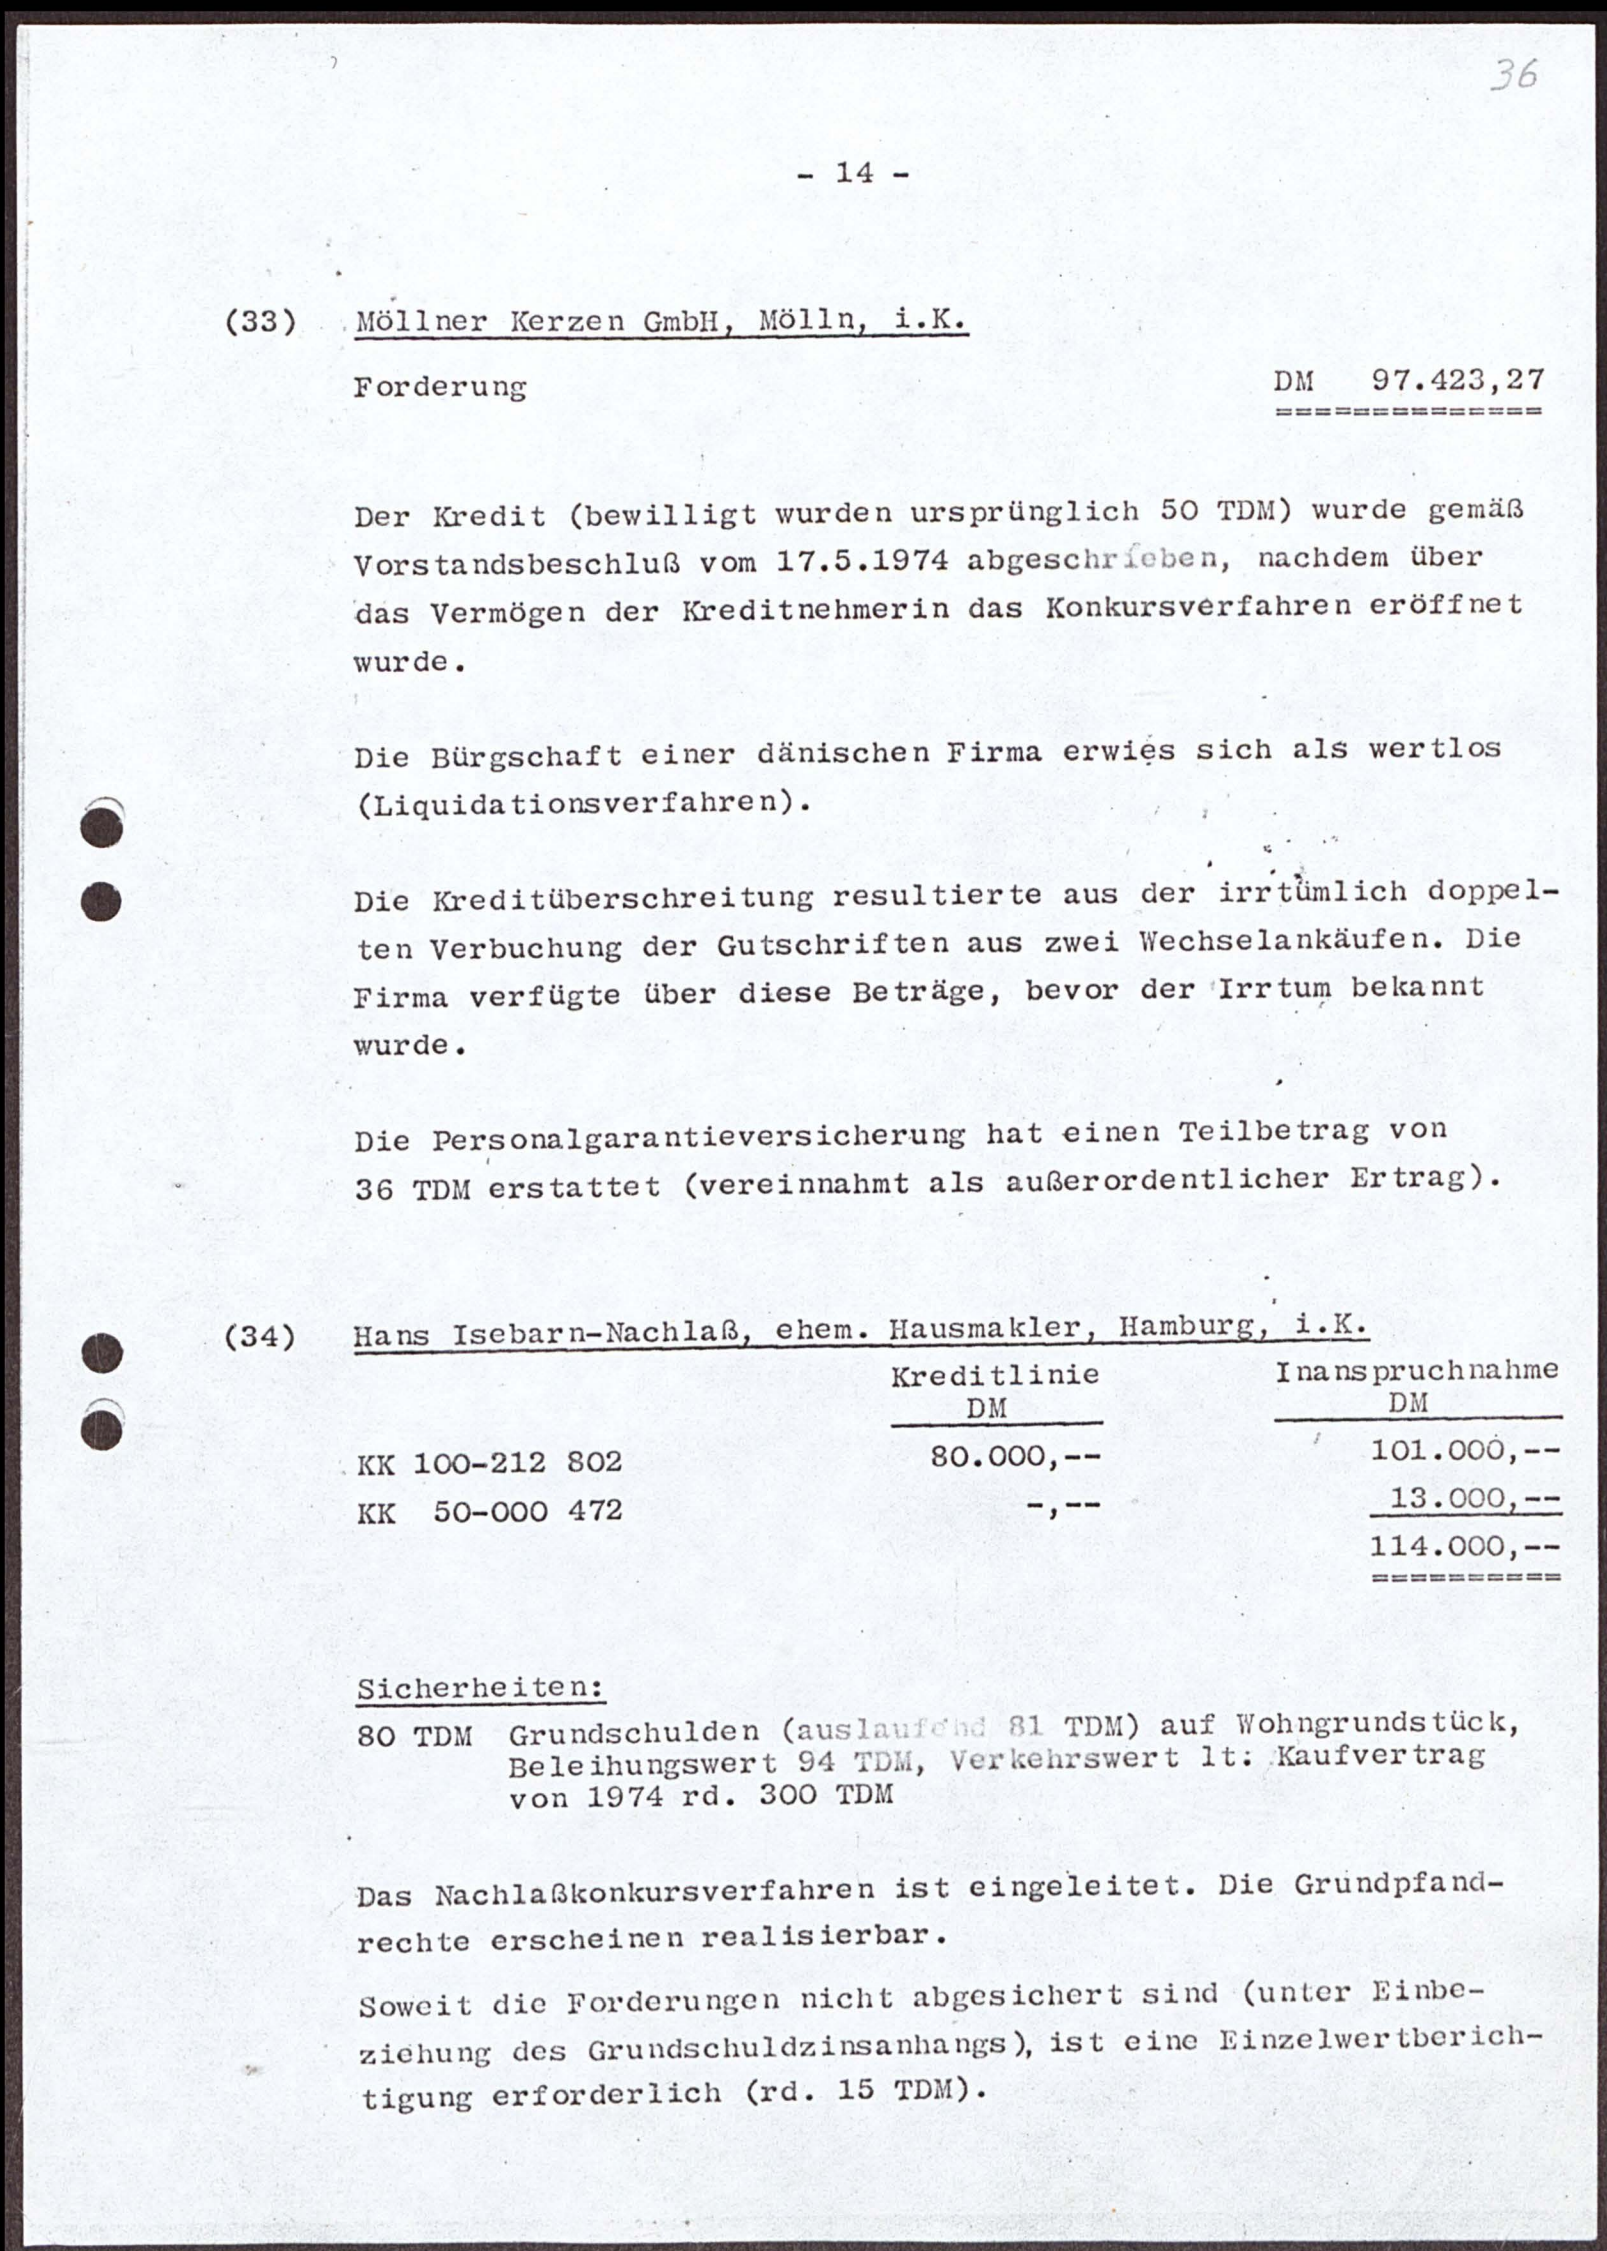 36
- 14 -
(33) Möllner Kerzen GmbH, Mölln, i.K.
Forderung DM 97.423,27
==============
Der Kredit (bewilligt wurden ursprünglich 50 TDM) wurde gemäß
Vorstandsbeschluß vom 17.5.1974 abgeschrieben, nachdem über
das Vermögen der Kreditnehmerin das Konkursverfahren eröffnet
wurde.
Die Bürgschaft einer dänischen Firma erwies sich als wertlos
(Liquidationsverfahren).
Die Kreditüberschreitung resultierte aus der irrtümlich doppel-
ten Verbuchung der Gutschriften aus zwei Wechselankäufen. Die
Firma verfügte über diese Beträge, bevor der Irrtum bekannt
wurde.
Die Personalgarantieversicherung hat einen Teilbetrag von
36 TDM erstattet (vereinnahmt als außerordentlicher Ertrag).
(34) Hans Isebarn-Nachlaß, ehem. Hausmakler, Hamburg, i.K.
Kreditlinie Inanspruchnahme
DM DM
KK 100-212 802 80.000,-- 101.000,--
KK 50-000 472 -,-- 13.000,--
114.000,--
==========
Sicherheiten:
80 TDM Grundschulden (auslaufend 81 TDM) auf Wohngrundstück,
Beleihungswert 94 TDM, Verkehrswert lt. Kaufvertrag
von 1974 rd. 300 TDM
Das Nachlaßkonkursverfahren ist eingeleitet. Die Grundpfand-
rechte erscheinen realisierbar.
Soweit die Forderungen nicht abgesichert sind (unter Einbe-
ziehung des Grundschuldzinsanhangs), ist eine Einzelwertberich-
tigung erforderlich (rd. 15 TDM).